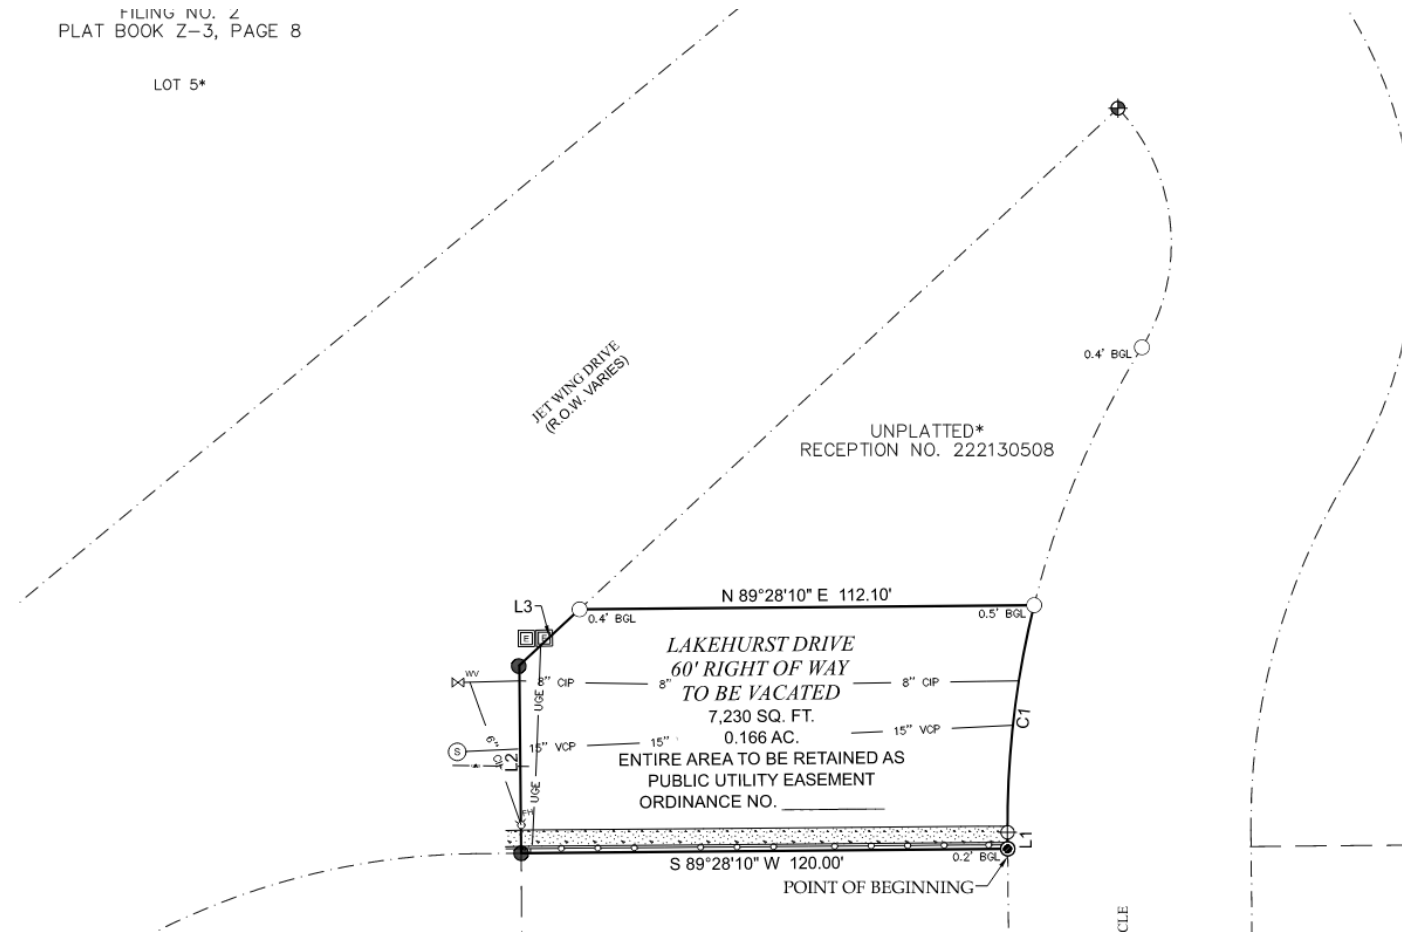 FILING NO. 2
PLAT BOOK Z-3, PAGE 8
LOT 5*
0.4' BGL
JET WING DRIVE
(R.O.W. VARIES)
UNPLATTED*
RECEPTION NO. 222130508
N 89°28'10" E 112.10'
L3
0.4' BGL
0.5' BGL
E
E
LAKEHURST DRIVE
60' RIGHT OF WAY
TO BE VACATED
7,230 SQ. FT.
0.166 AC.
ENTIRE AREA TO BE RETAINED AS
PUBLIC UTILITY EASEMENT
ORDINANCE NO.
WV
8" CIP
8"
8" CIP
UGE
C1
15" VCP
15"
15" VCP
6"
CIP
S
L2
UGE
FH
L1
S 89°28'10" W 120.00'
0.2' BGL
POINT OF BEGINNING
CLE